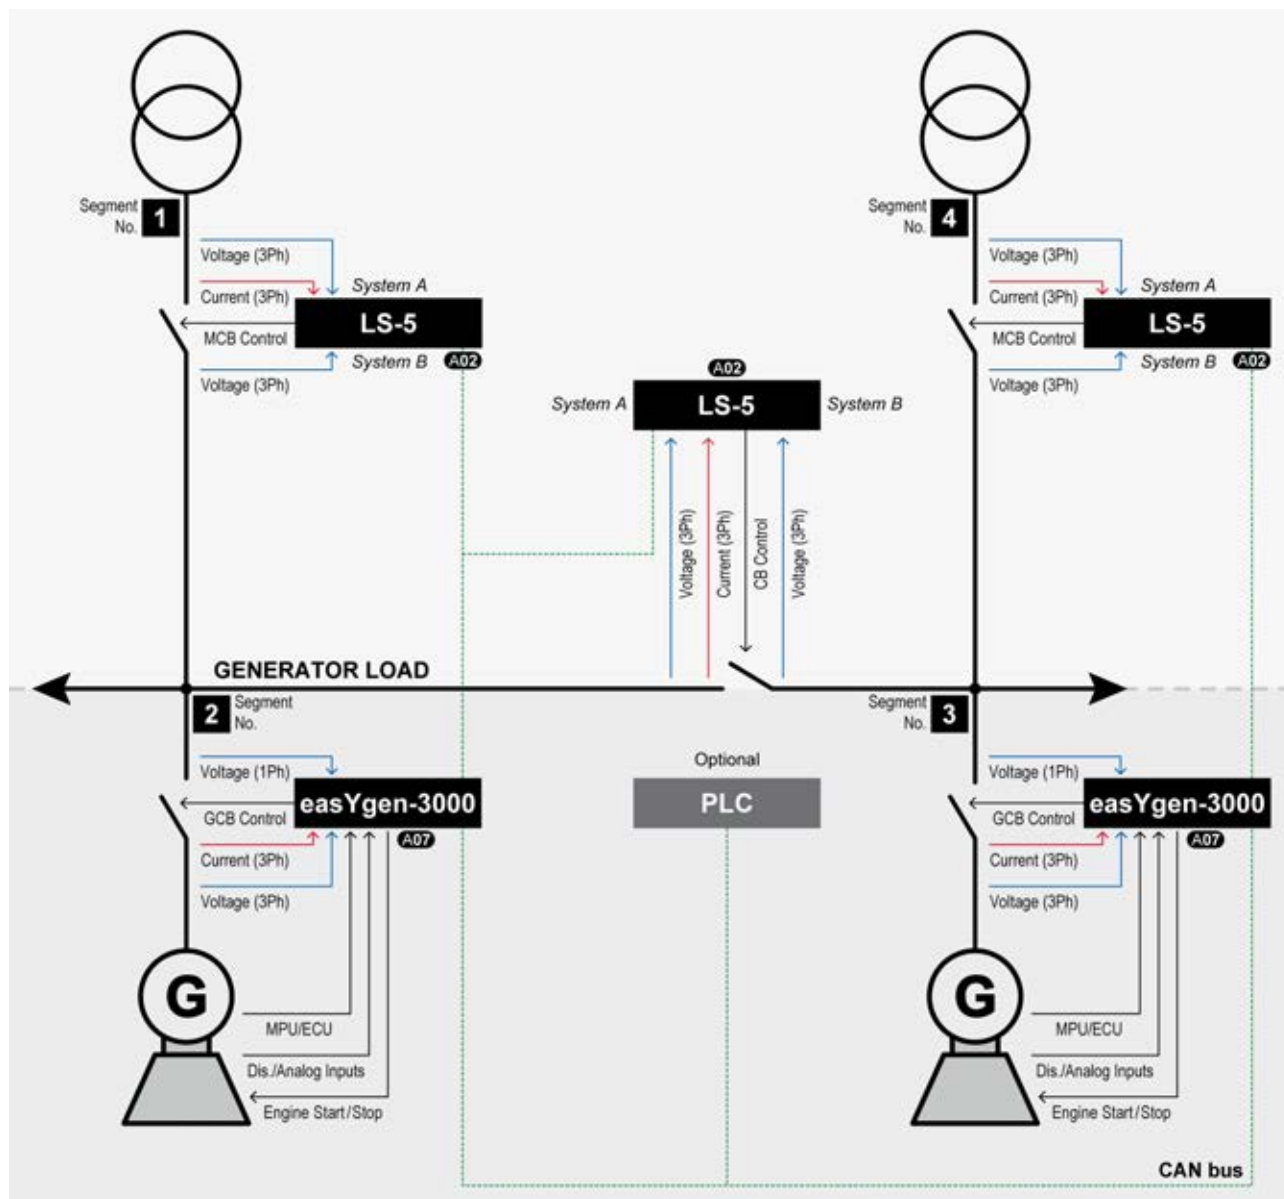 Segment
No.
1
Voltage (3Ph)
Current (3Ph)
System A
LS-5
MCB Control
System B
A02
Voltage (3Ph)
Segment
No.
4
Voltage (3Ph)
Current (3Ph)
System A
LS-5
MCB Control
System B
A02
Voltage (3Ph)
A02
System A
LS-5
System B
Voltage (3Ph)
Current (3Ph)
CB Control
Voltage (3Ph)
GENERATOR LOAD
2
Segment
No.
Voltage (1Ph)
easYgen-3000
GCB Control
A07
Current (3Ph)
Voltage (3Ph)
G
MPU/ECU
Dis./Analog Inputs
Engine Start/Stop
Optional
PLC
Segment
No.
3
Voltage (1Ph)
easYgen-3000
GCB Control
A07
Current (3Ph)
Voltage (3Ph)
G
MPU/ECU
Dis./Analog Inputs
Engine Start/Stop
CAN bus